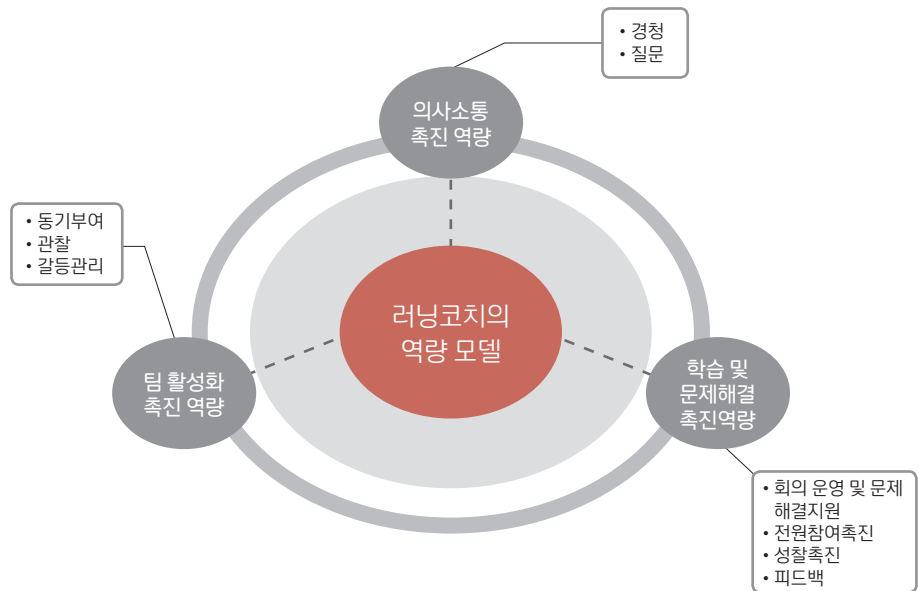 • 경청
• 질문
의사소통
촉진 역량
• 동기부여
• 관찰
• 갈등관리
러닝코치의
역량 모델
팀 활성화
촉진 역량
학습 및
문제해결
촉진역량
• 회의 운영 및 문제
해결지원
• 전원참여촉진
• 성찰촉진
• 피드백